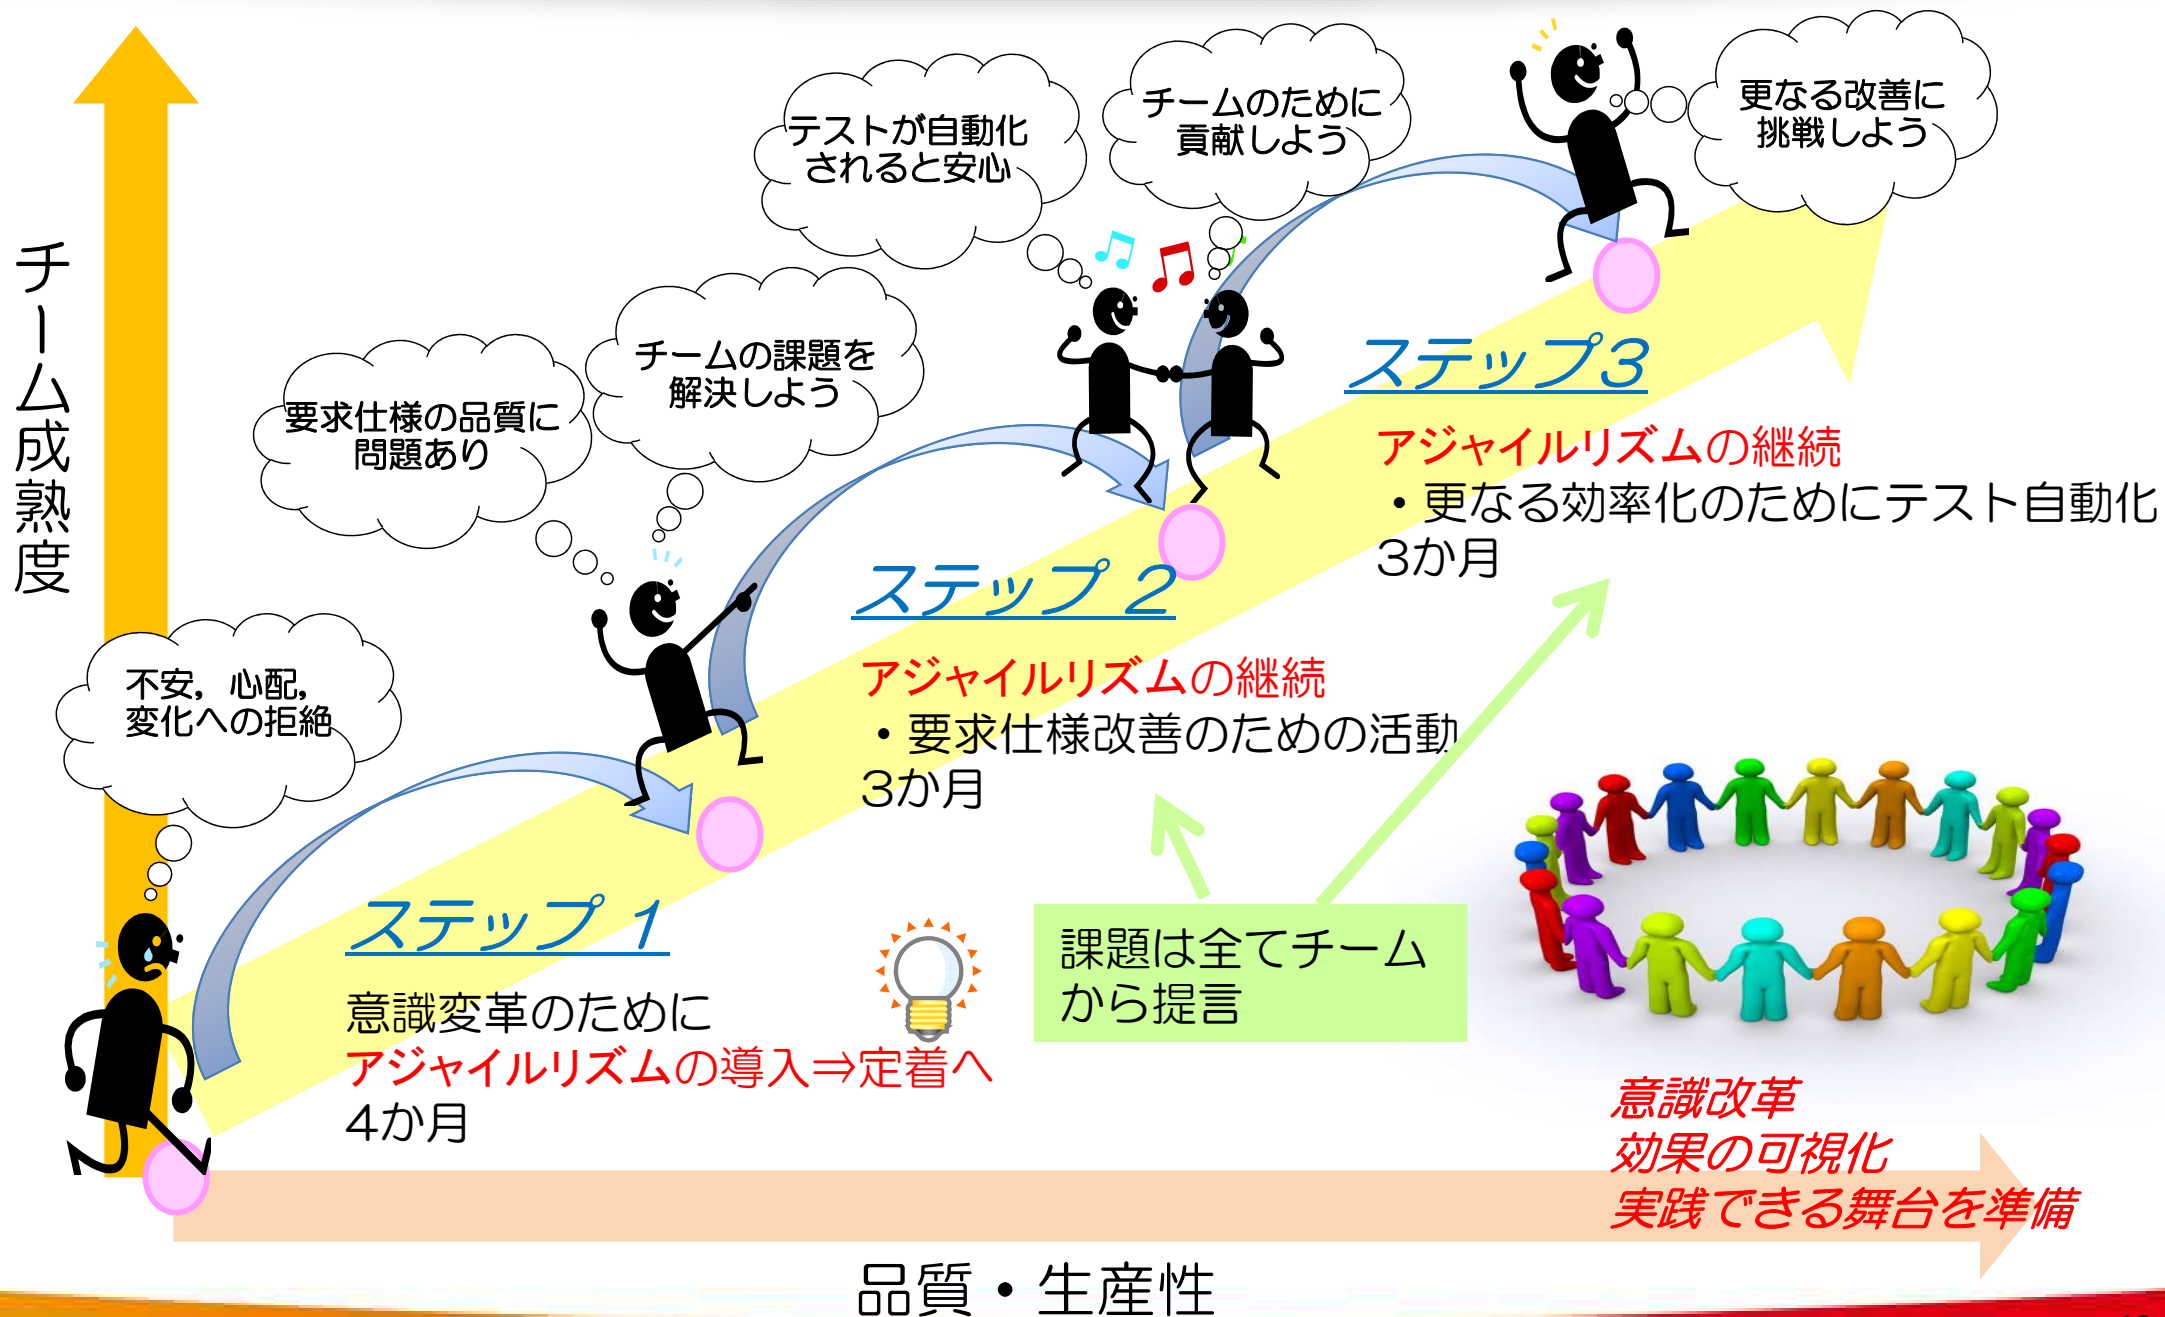 チーム成熟度
不安，心配，
変化への拒絶
要求仕様の品質に
問題あり
チームの課題を
解決しよう
テストが自動化
されると安心
チームのために
貢献しよう
更なる改善に
挑戦しよう
ステップ１
意識変革のために
アジャイルリズムの導入⇒定着へ
4か月
ステップ２
アジャイルリズムの継続
・要求仕様改善のための活動
3か月
ステップ3
アジャイルリズムの継続
・更なる効率化のためにテスト自動化
3か月
課題は全てチーム
から提言
意識改革
効果の可視化
実践できる舞台を準備
品質・生産性